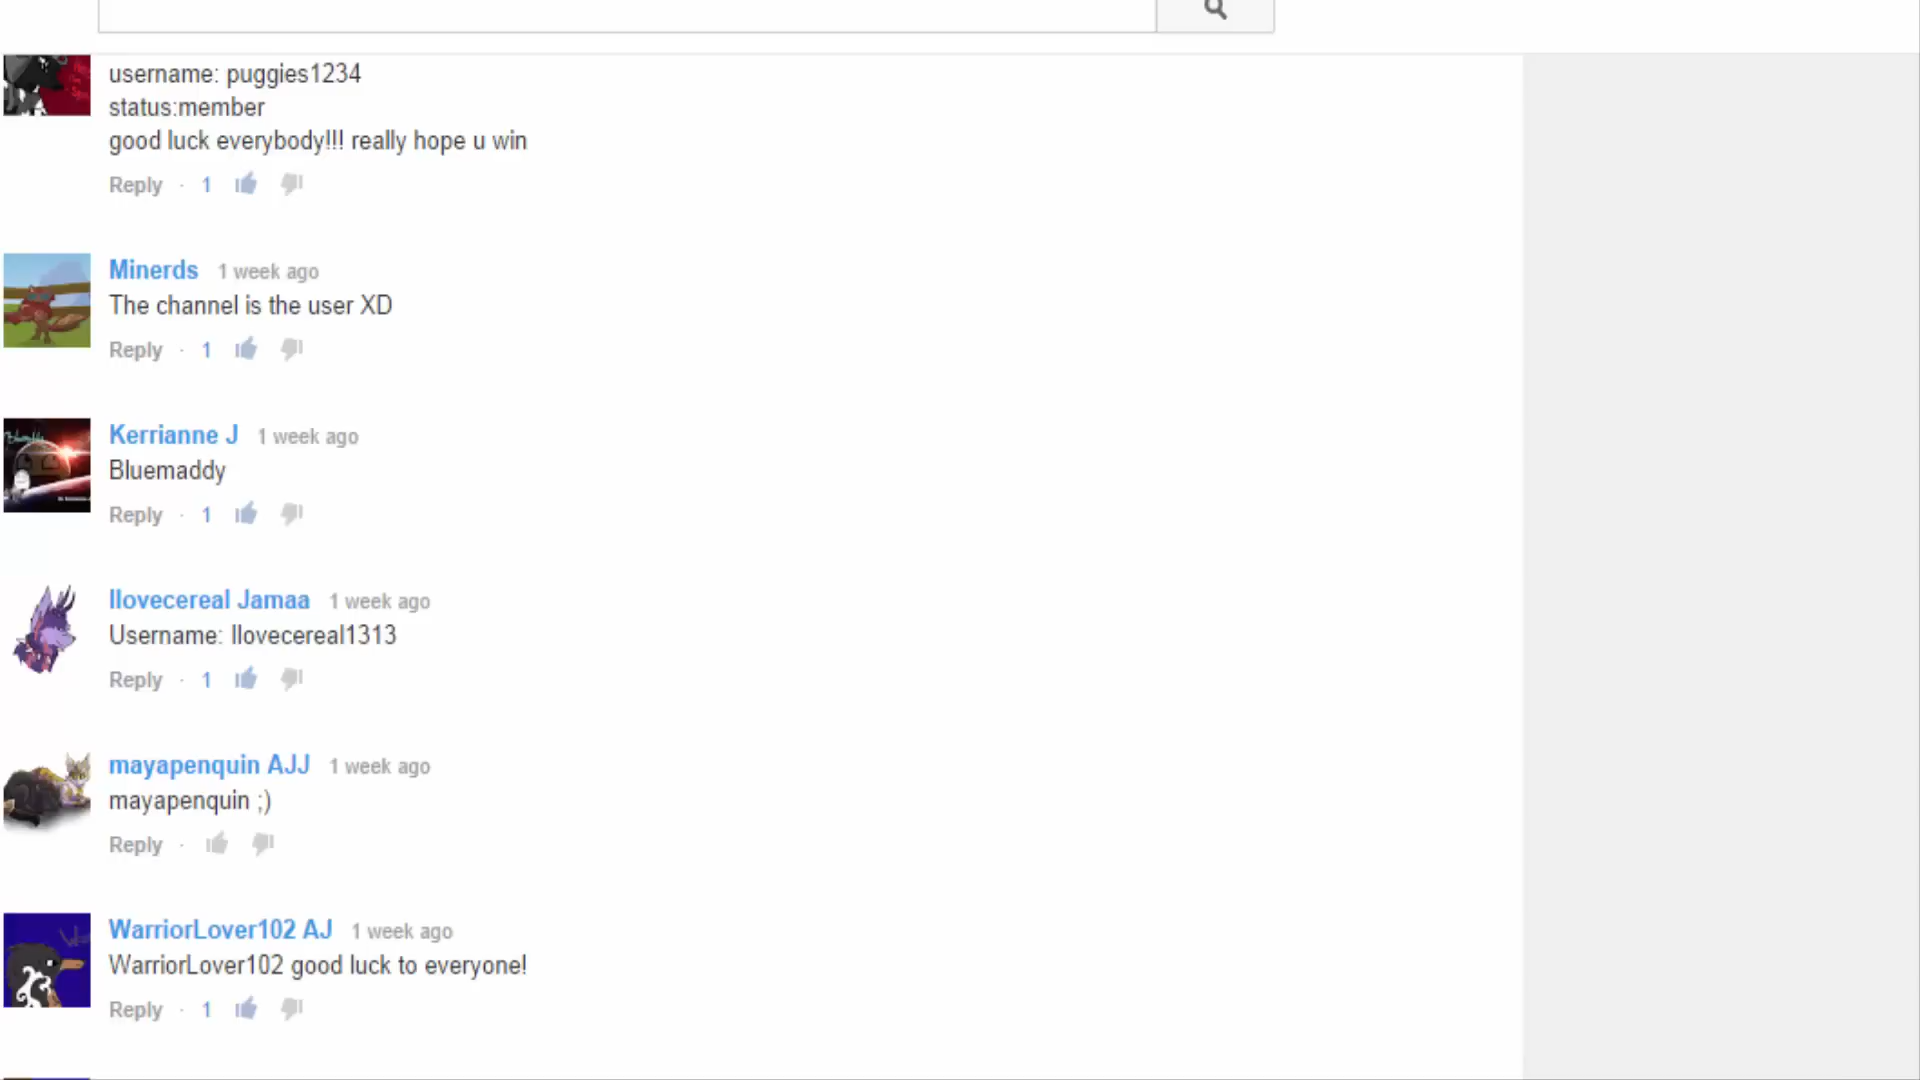 username: puggies1234
status:member
good luck everybody!!! really hope u win
Reply · 1
Minerds 1 week ago
The channel is the user XD
Reply · 1
Kerrianne J 1 week ago
Bluemaddy
Reply · 1
Ilovecereal Jamaa 1 week ago
Username: Ilovecereal1313
Reply · 1
mayapenquin AJJ 1 week ago
mayapenquin ;)
Reply ·
WarriorLover102 AJ 1 week ago
WarriorLover102 good luck to everyone!
Reply · 1